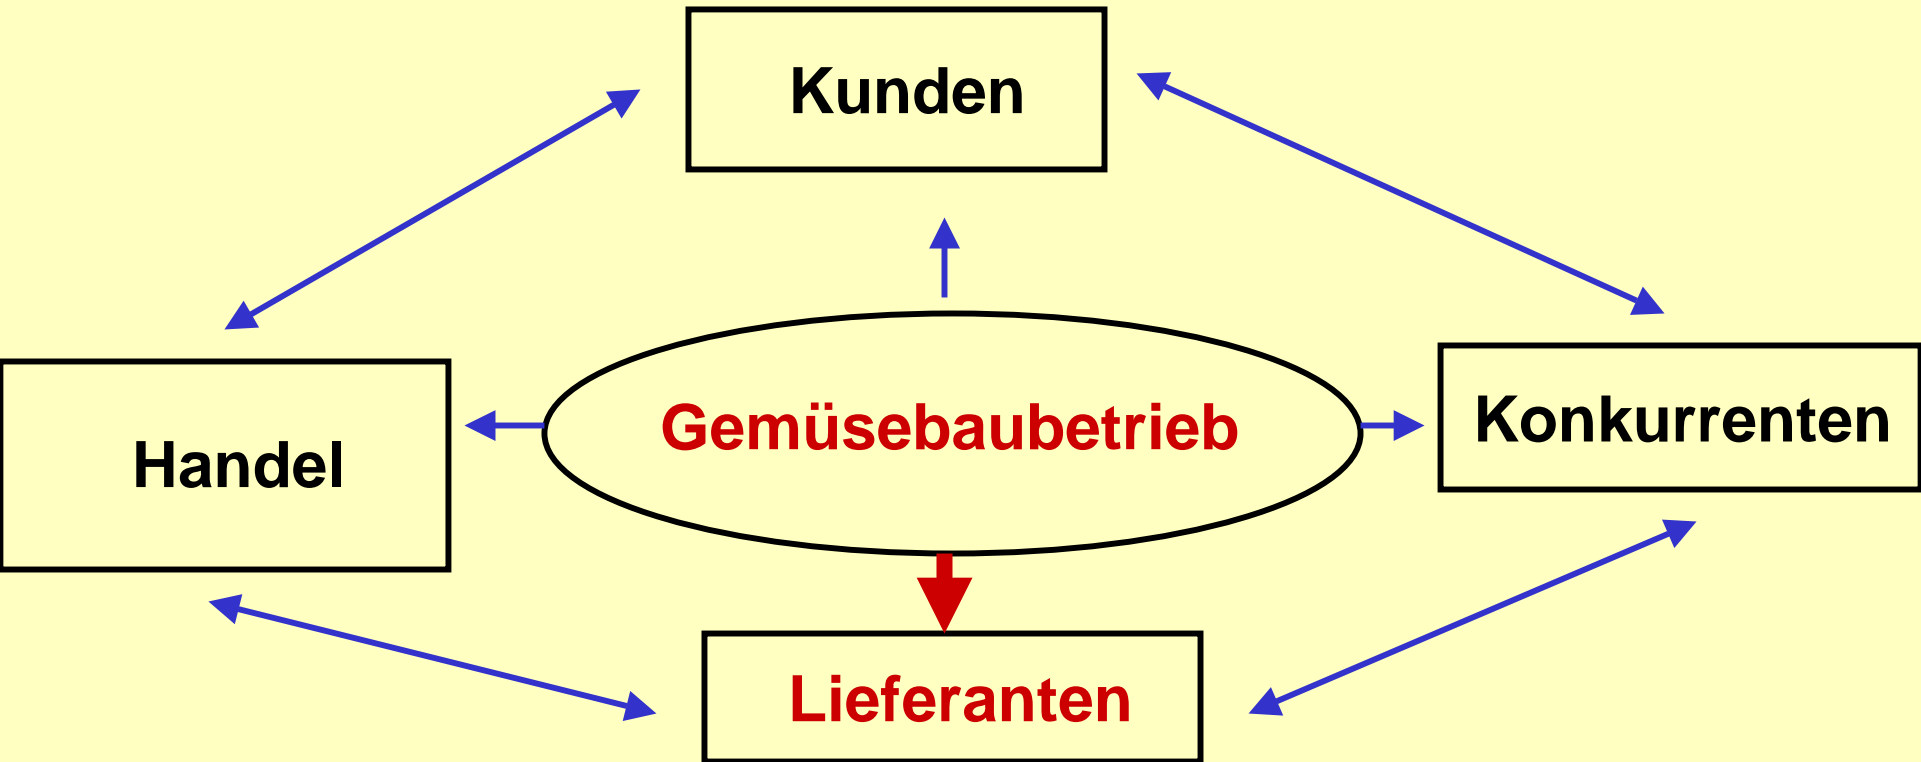 Kunden
Handel
Gemüsebaubetrieb
Konkurrenten
Lieferanten